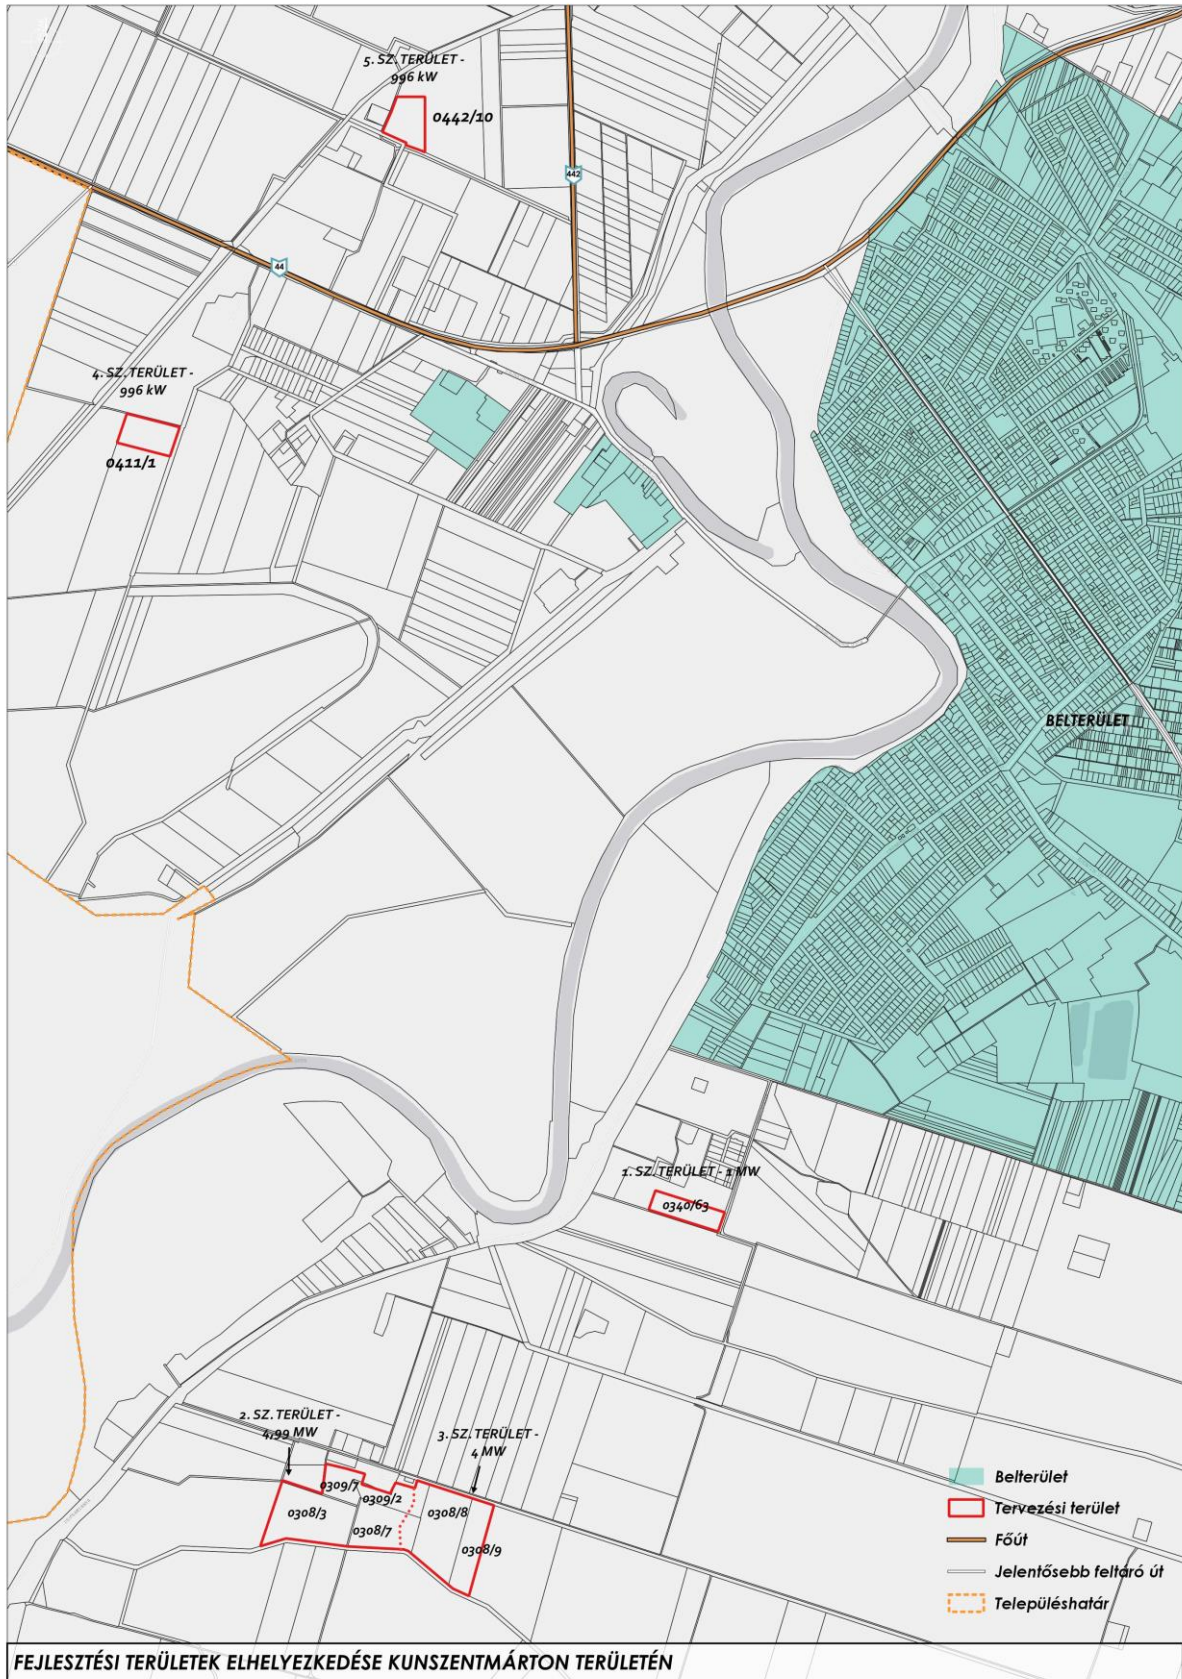 5. SZ. TERÜLET -
996 kW
0442/10
442
44
4. SZ. TERÜLET -
996 kW
0411/1
BELTERÜLET
1. SZ. TERÜLET - 1 MW
0340/63
2. SZ. TERÜLET -
4,99 MW
3. SZ. TERÜLET -
4 MW
0309/7
0309/2
0308/3
0308/7
0308/8
0308/9
Belterület
Tervezési terület
Főút
Jelentősebb feltáró út
Településhatár
FEJLESZTÉSI TERÜLETEK ELHELYEZKEDÉSE KUNSZENTMÁRTON TERÜLETÉN